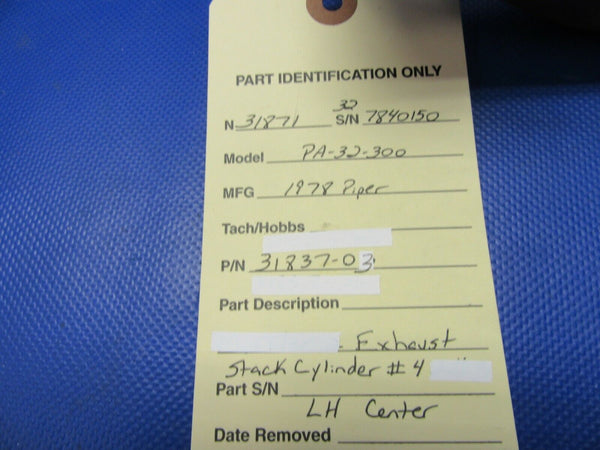 PART IDENTIFICATION ONLY
32
N 31871 S/N 7840150
Model PA-32-300
MFG 1978 Piper
Tach/Hobbs
P/N 31837-03
Part Description
- Exhaust
Stack Cylinder #4
Part S/N
LH Center
Date Removed